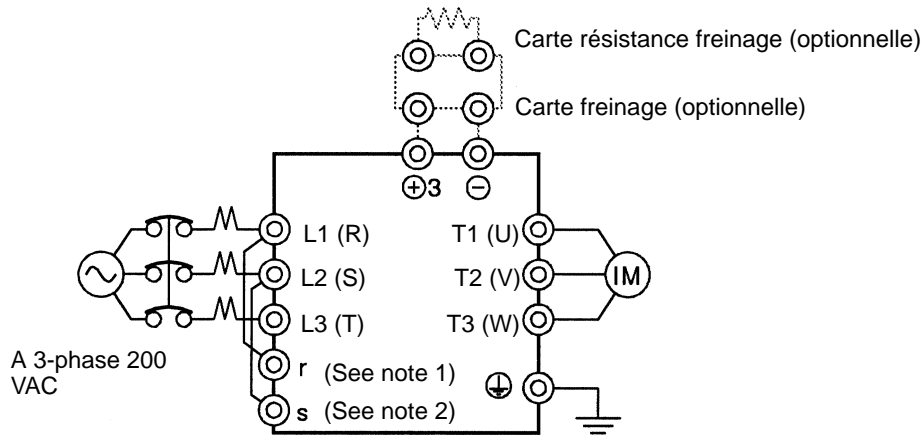 Carte résistance freinage (optionnelle)
Carte freinage (optionnelle)
+3 −
L1 (R) T1 (U)
L2 (S) T2 (V) IM
L3 (T) T3 (W)
A 3-phase 200
VAC
r (See note 1)
s (See note 2)